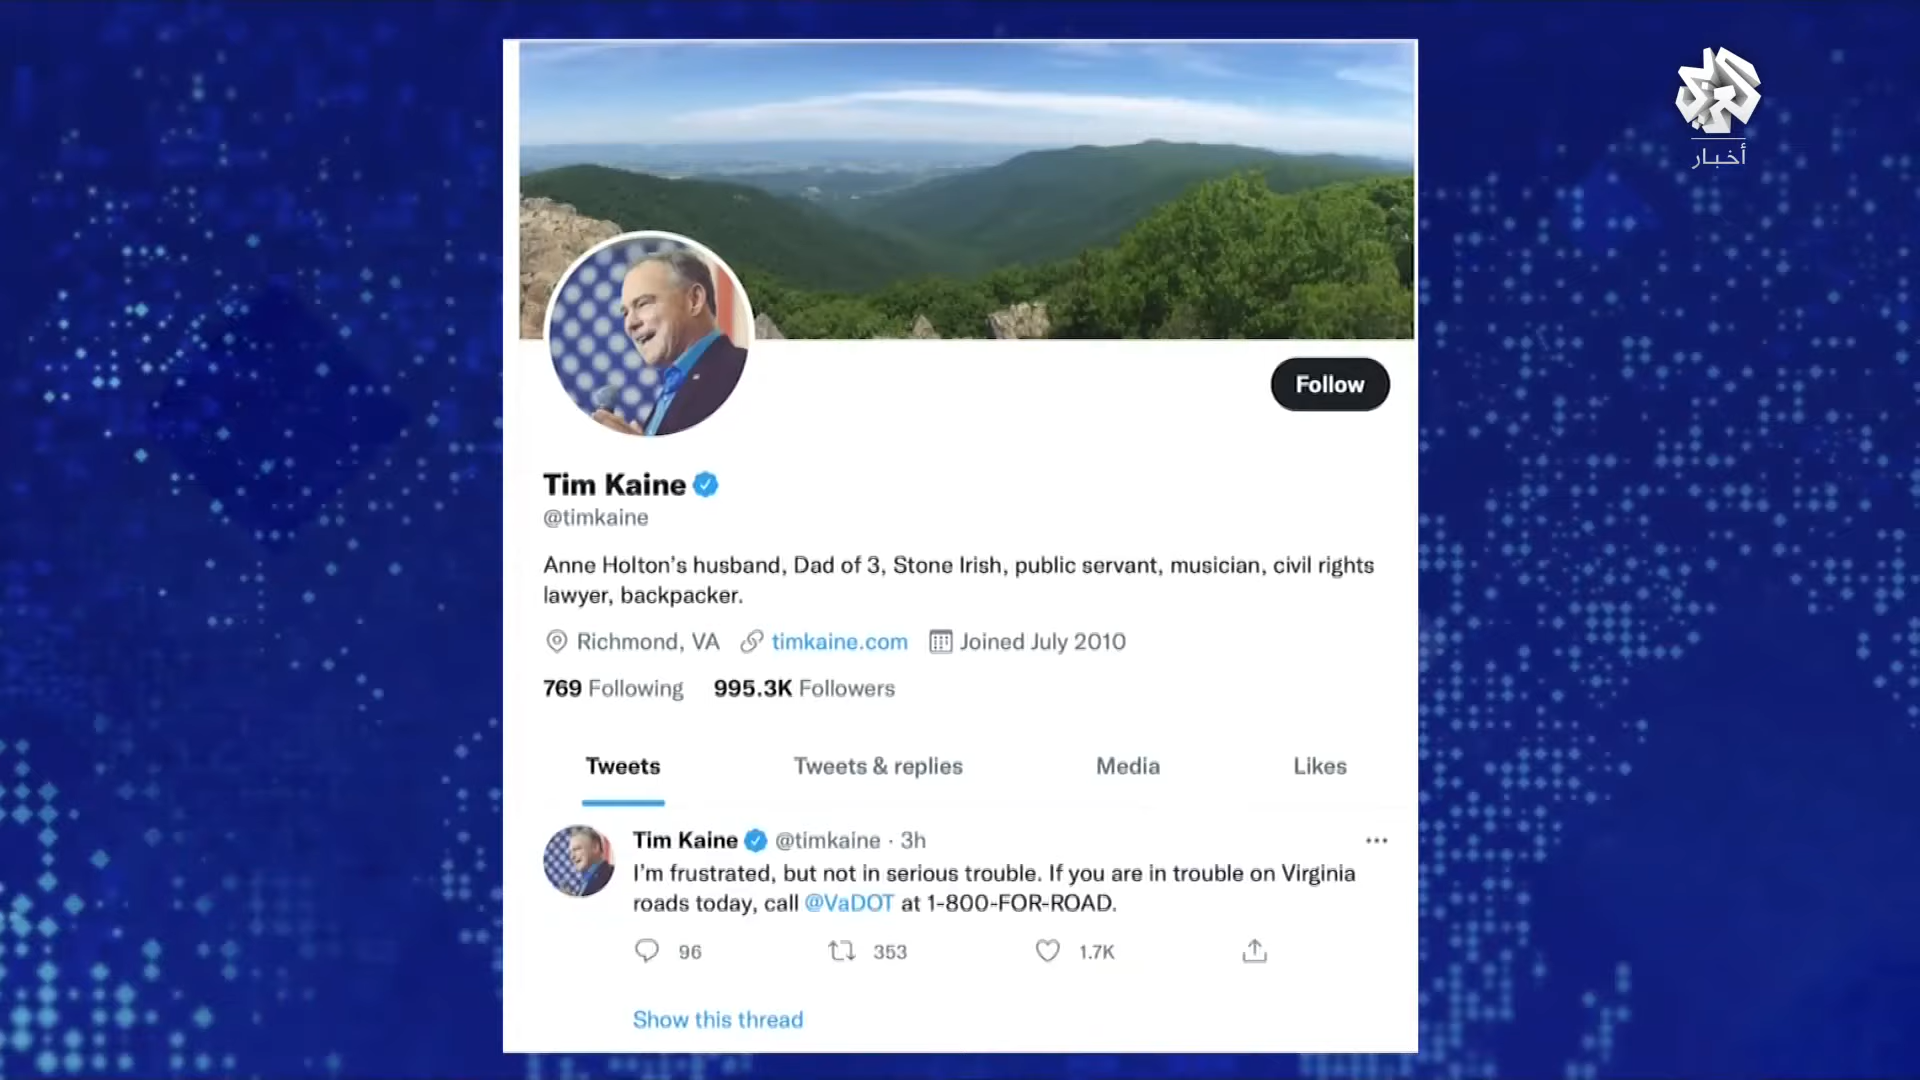 العربي
أخبار
Follow
Tim Kaine
@timkaine
Anne Holton's husband, Dad of 3, Stone Irish, public servant, musician, civil rights
lawyer, backpacker.
Richmond, VA timkaine.com Joined July 2010
769 Following 995.3K Followers
Tweets Tweets & replies Media Likes
Tim Kaine @timkaine · 3h
I'm frustrated, but not in serious trouble. If you are in trouble on Virginia
roads today, call @VaDOT at 1-800-FOR-ROAD.
96 353 1.7K
Show this thread